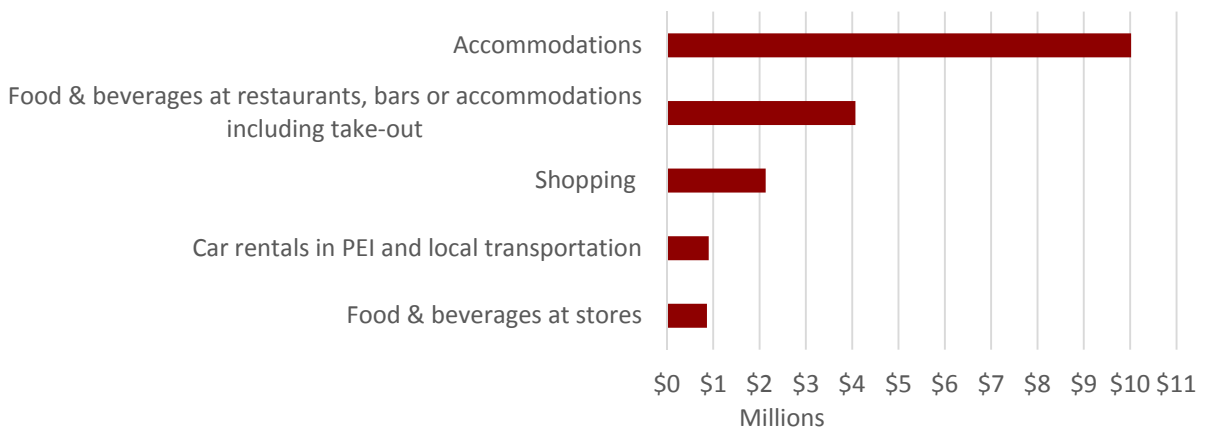 Accommodations
Food & beverages at restaurants, bars or accommodations
including take-out
Shopping
Car rentals in PEI and local transportation
Food & beverages at stores
$0 $1 $2 $3 $4 $5 $6 $7 $8 $9 $10 $11
Millions